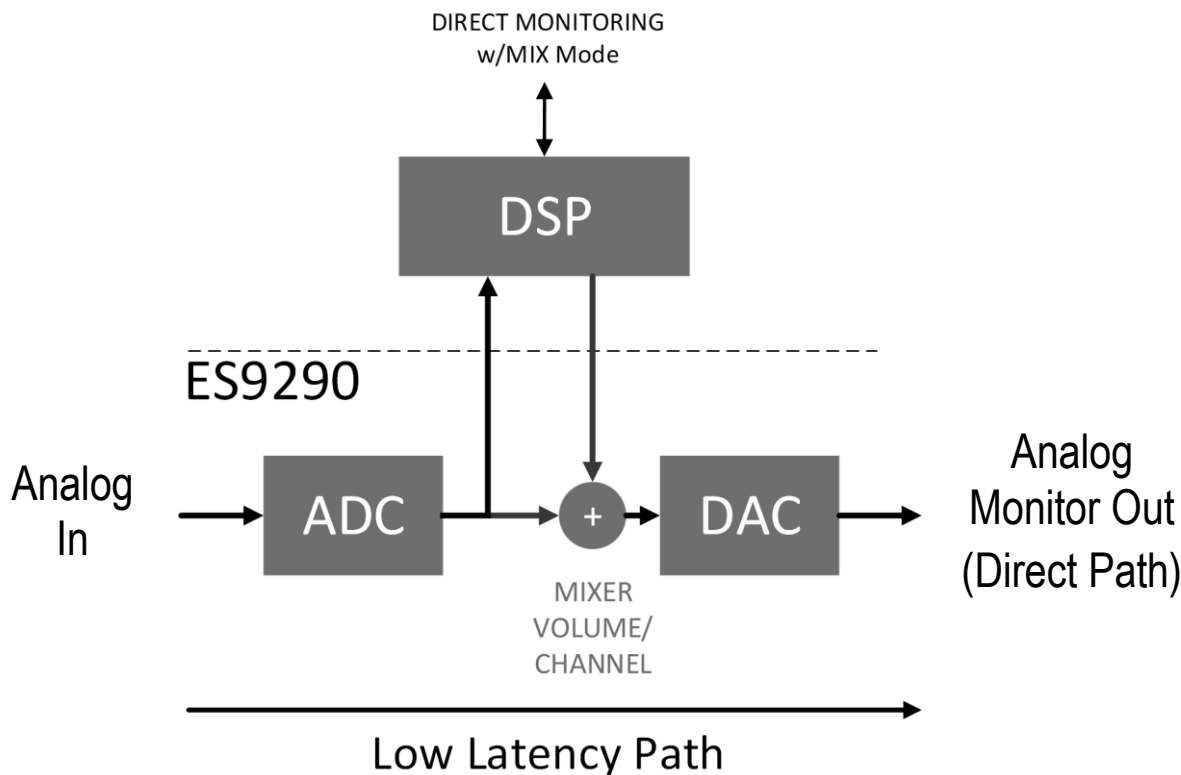 DIRECT MONITORING
w/MIX Mode
DSP
ES9290
Analog
In
ADC
+
DAC
Analog
Monitor Out
(Direct Path)
MIXER
VOLUME/
CHANNEL
Low Latency Path